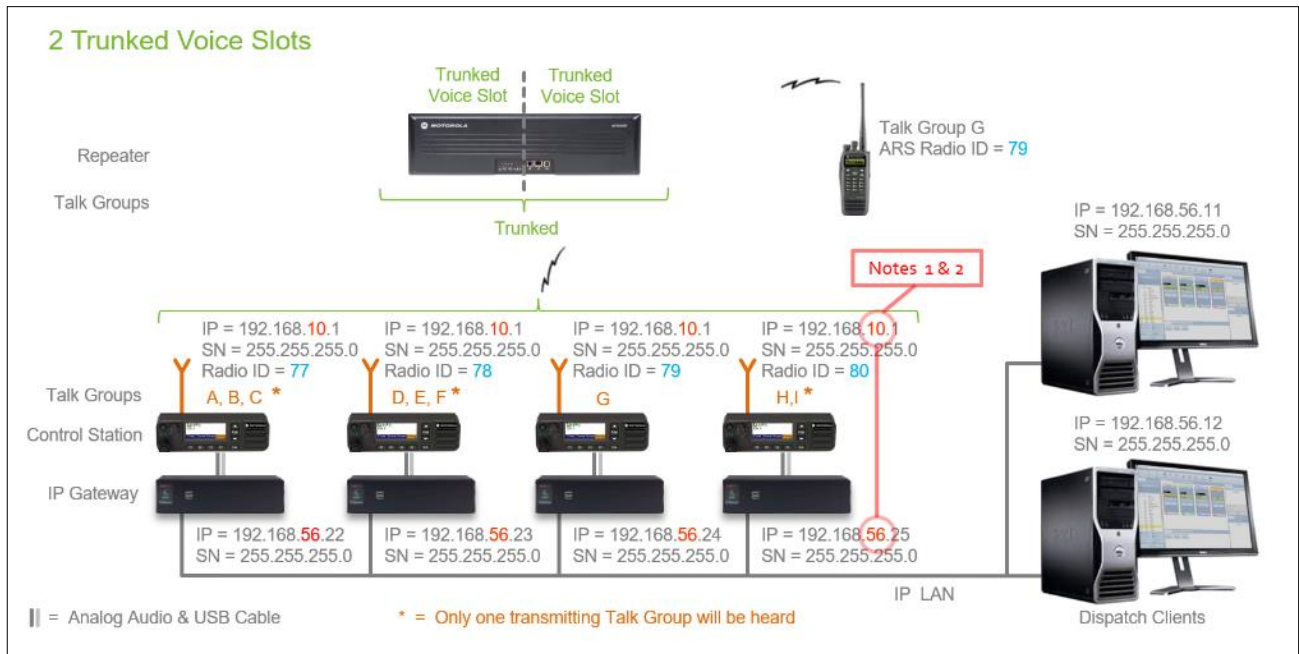 2 Trunked Voice Slots
Trunked
Voice Slot
Trunked
Voice Slot
MOTOROLA
Repeater
Talk Groups
Trunked
Talk Group G
ARS Radio ID = 79
IP = 192.168.56.11
SN = 255.255.255.0
Notes 1 & 2
IP = 192.168.10.1
SN = 255.255.255.0
Radio ID = 77
A, B, C *
IP = 192.168.10.1
SN = 255.255.255.0
Radio ID = 78
D, E, F *
IP = 192.168.10.1
SN = 255.255.255.0
Radio ID = 79
G
IP = 192.168.10.1
SN = 255.255.255.0
Radio ID = 80
H,I *
Talk Groups
Control Station
IP Gateway
IP = 192.168.56.12
SN = 255.255.255.0
IP = 192.168.56.22
SN = 255.255.255.0
IP = 192.168.56.23
SN = 255.255.255.0
IP = 192.168.56.24
SN = 255.255.255.0
IP = 192.168.56.25
SN = 255.255.255.0
IP LAN
= Analog Audio & USB Cable
* = Only one transmitting Talk Group will be heard
Dispatch Clients